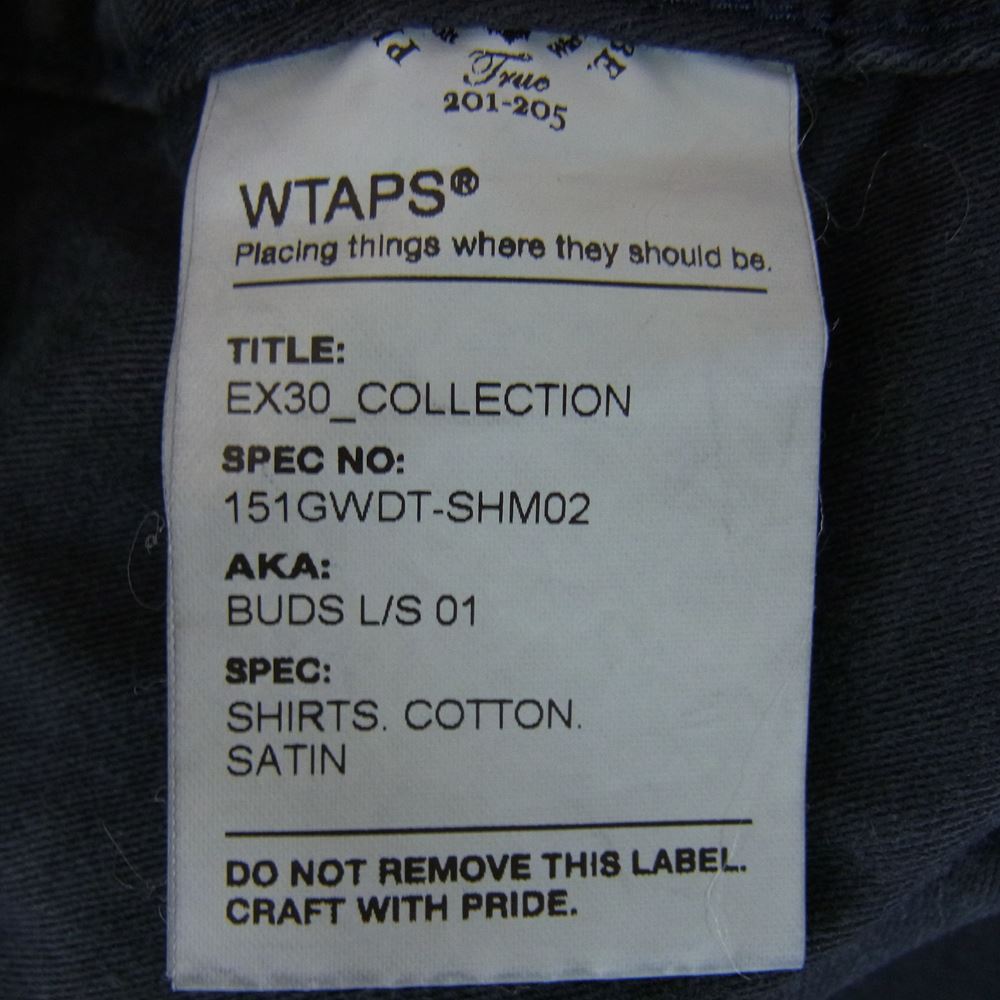 True
201-205
WTAPS®
Placing things where they should be.
TITLE:
EX30_COLLECTION
SPEC NO:
151GWDT-SHM02
AKA:
BUDS L/S 01
SPEC:
SHIRTS. COTTON.
SATIN
DO NOT REMOVE THIS LABEL.
CRAFT WITH PRIDE.